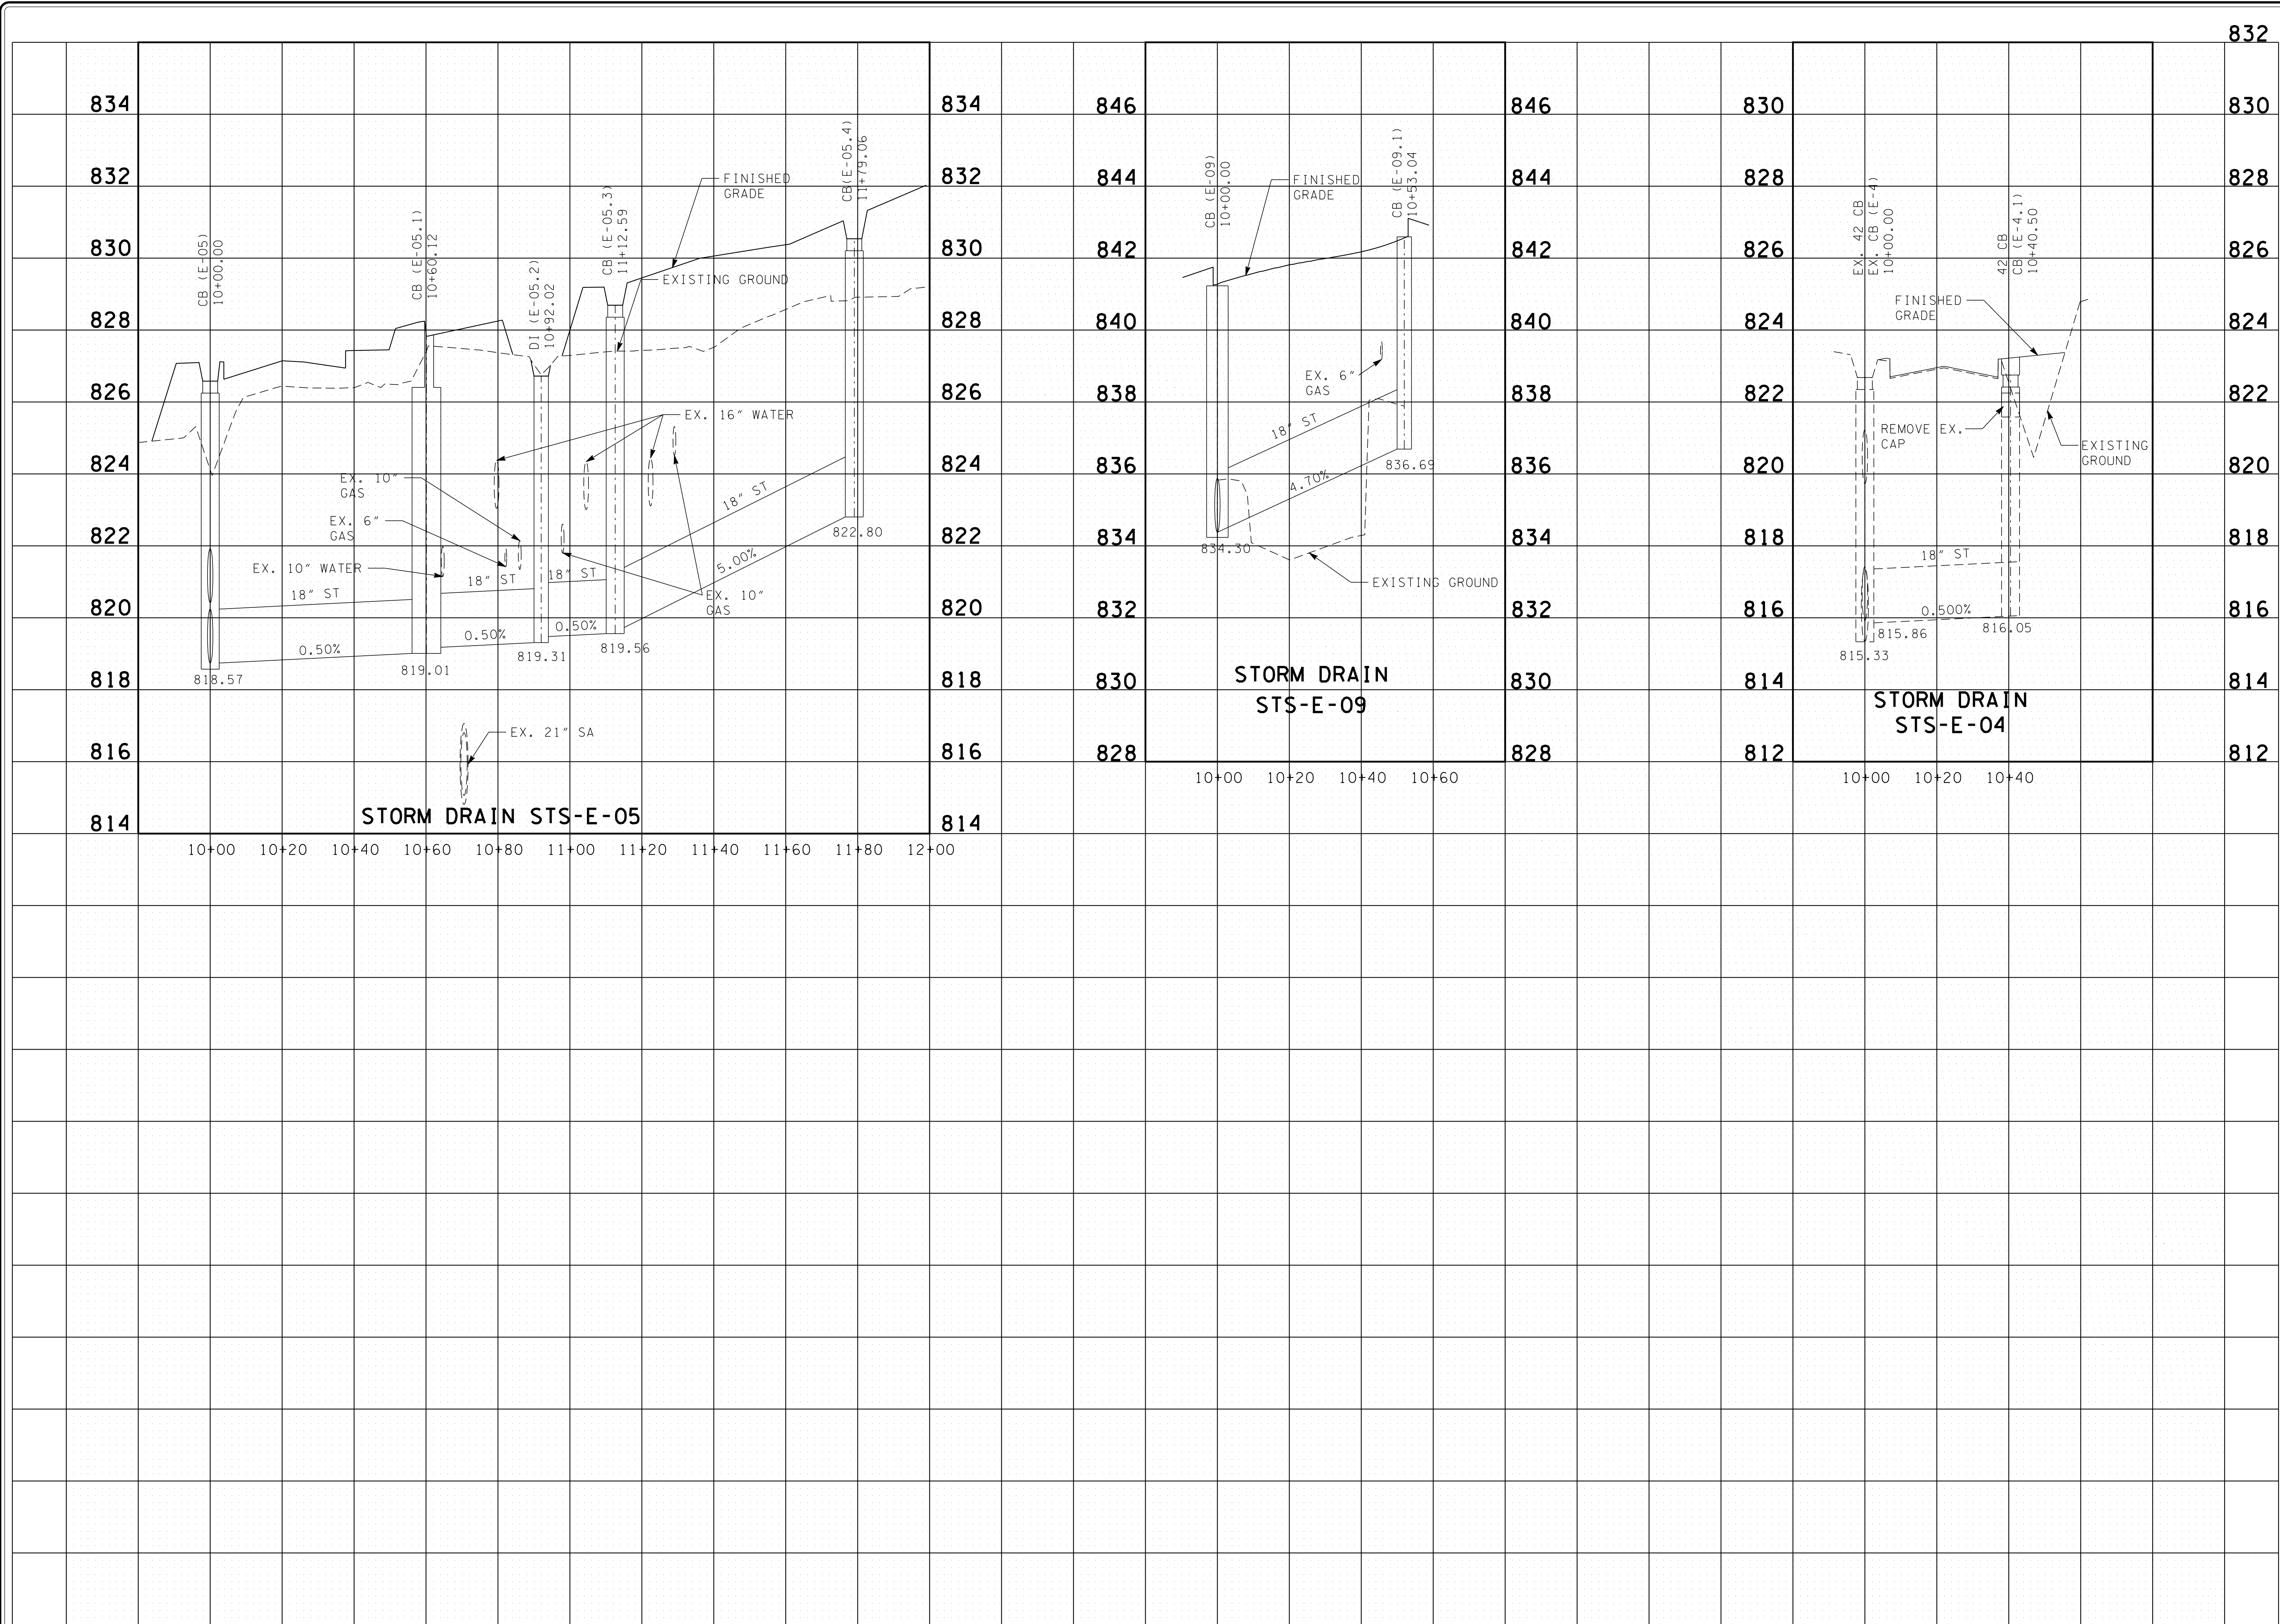 832
834
834
846
846
830
830
832
832
844
844
828
828
830
830
842
842
826
826
828
828
840
840
824
824
826
826
838
838
822
822
824
824
836
836
820
820
822
822
834
834
818
818
820
820
832
832
816
816
818
818
830
830
814
814
816
816
828
828
812
812
814
814
CB (E-05)
10+00.00
CB (E-05.1)
10+60.12
DI (E-05.2)
10+92.02
CB (E-05.3)
11+12.59
CB(E-05.4)
11+79.06
FINISHED
GRADE
EXISTING GROUND
EX. 16" WATER
EX. 10"
GAS
EX. 6"
GAS
EX. 10" WATER
18" ST
18" ST
18" ST
18" ST
EX. 10"
GAS
0.50%
0.50%
0.50%
5.00%
818.57
819.01
819.31
819.56
822.80
EX. 21" SA
STORM DRAIN STS-E-05
10+00 10+20 10+40 10+60 10+80 11+00 11+20 11+40 11+60 11+80 12+00
CB (E-09)
10+00.00
CB (E-09.1)
10+53.04
FINISHED
GRADE
EX. 6"
GAS
18" ST
4.70%
834.30
836.69
EXISTING GROUND
STORM DRAIN
STS-E-09
10+00 10+20 10+40 10+60
EX. 42 CB
EX. CB (E-4)
10+00.00
42 CB
CB (E-4.1)
10+40.50
FINISHED
GRADE
REMOVE EX.
CAP
EXISTING
GROUND
18" ST
0.500%
815.86
816.05
815.33
STORM DRAIN
STS-E-04
10+00 10+20 10+40